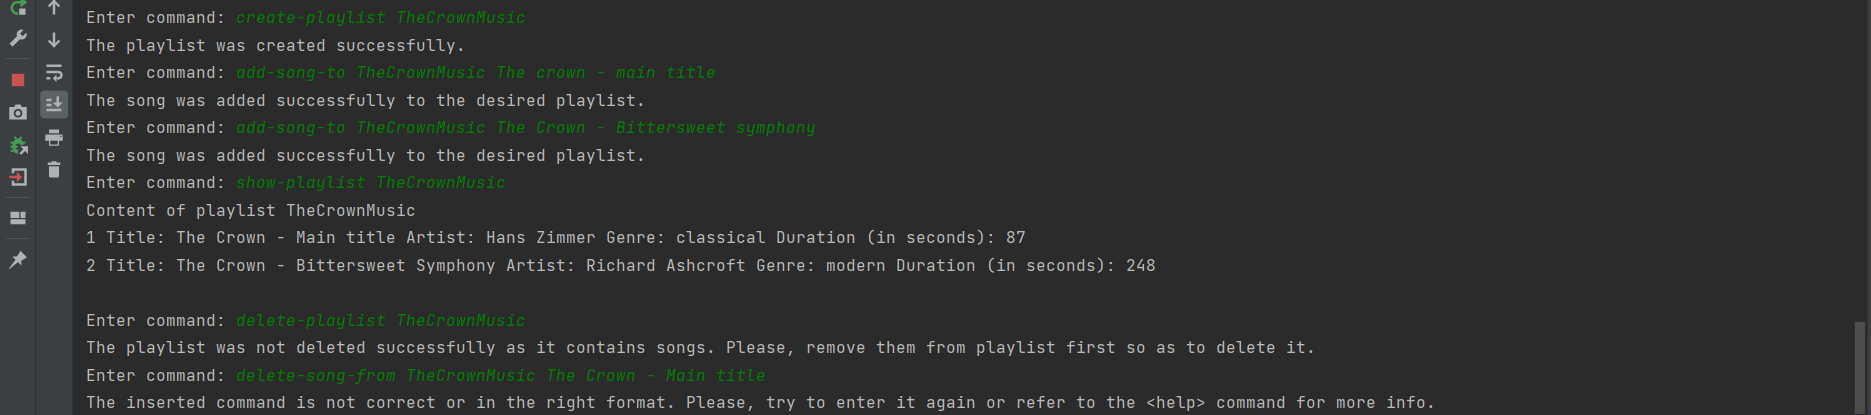 Enter command: create-playlist TheCrownMusic
The playlist was created successfully.
Enter command: add-song-to TheCrownMusic The crown - main title
The song was added successfully to the desired playlist.
Enter command: add-song-to TheCrownMusic The Crown - Bittersweet symphony
The song was added successfully to the desired playlist.
Enter command: show-playlist TheCrownMusic
Content of playlist TheCrownMusic
1 Title: The Crown - Main title Artist: Hans Zimmer Genre: classical Duration (in seconds): 87
2 Title: The Crown - Bittersweet Symphony Artist: Richard Ashcroft Genre: modern Duration (in seconds): 248
Enter command: delete-playlist TheCrownMusic
The playlist was not deleted successfully as it contains songs. Please, remove them from playlist first so as to delete it.
Enter command: delete-song-from TheCrownMusic The Crown - Main title
The inserted command is not correct or in the right format. Please, try to enter it again or refer to the <help> command for more info.